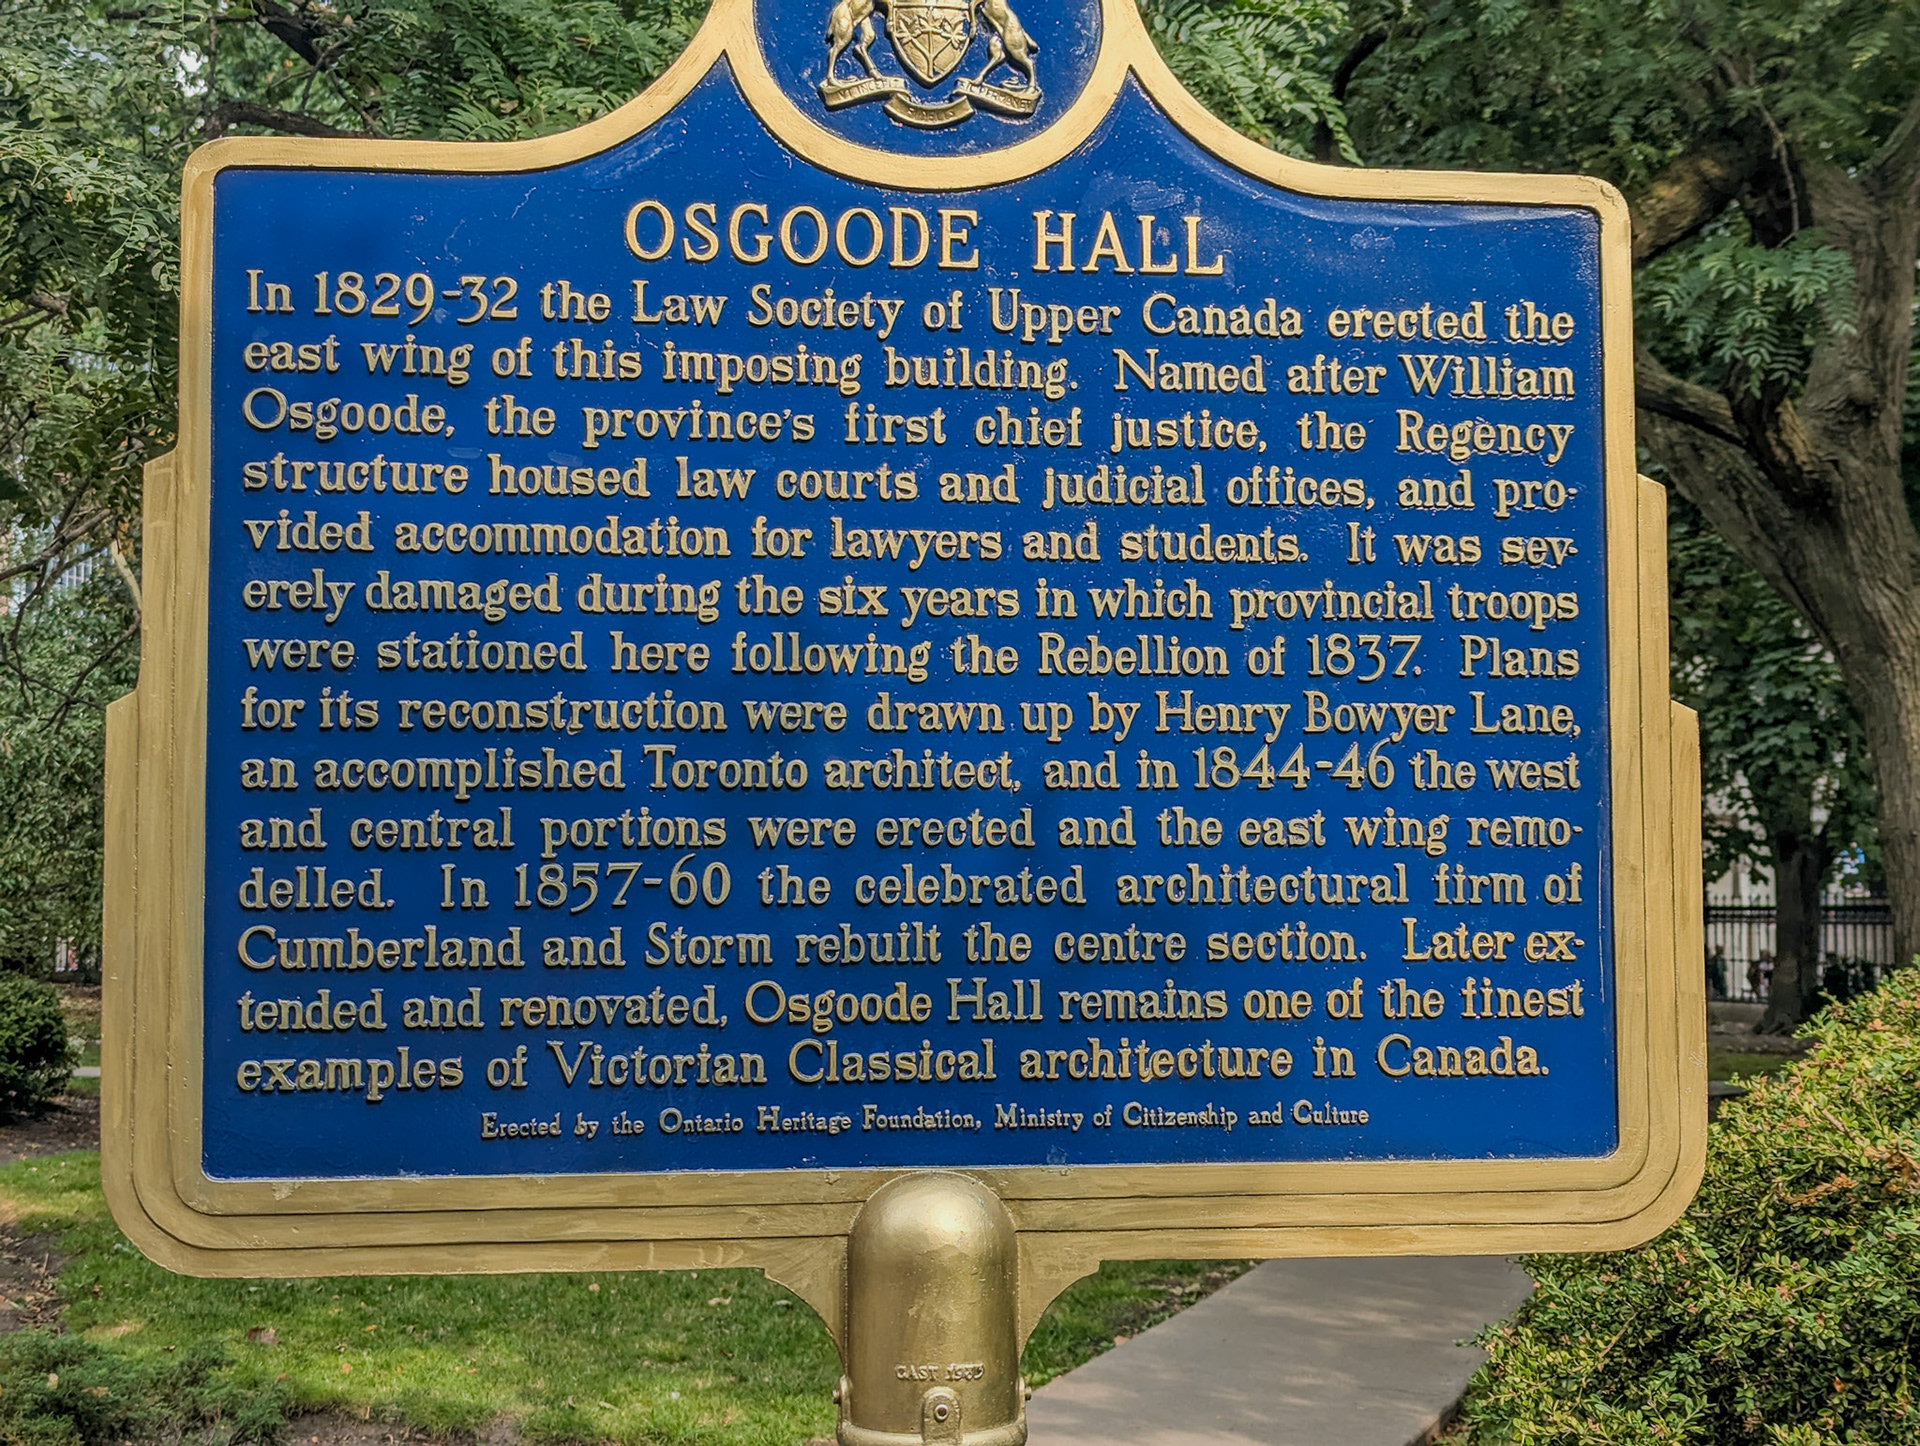 OSGOODE HALL
In 1829-32 the Law Society of Upper Canada erected the
east wing of this imposing building. Named after William
Osgoode, the province's first chief justice, the Regency
structure housed law courts and judicial offices, and pro-
vided accommodation for lawyers and students. It was sev-
erely damaged during the six years in which provincial troops
were stationed here following the Rebellion of 1837. Plans
for its reconstruction were drawn up by Henry Bowyer Lane,
an accomplished Toronto architect, and in 1844-46 the west
and central portions were erected and the east wing remo-
delled. In 1857-60 the celebrated architectural firm of
Cumberland and Storm rebuilt the centre section. Later ex-
tended and renovated, Osgoode Hall remains one of the finest
examples of Victorian Classical architecture in Canada.
Erected by the Ontario Heritage Foundation, Ministry of Citizenship and Culture
CAST